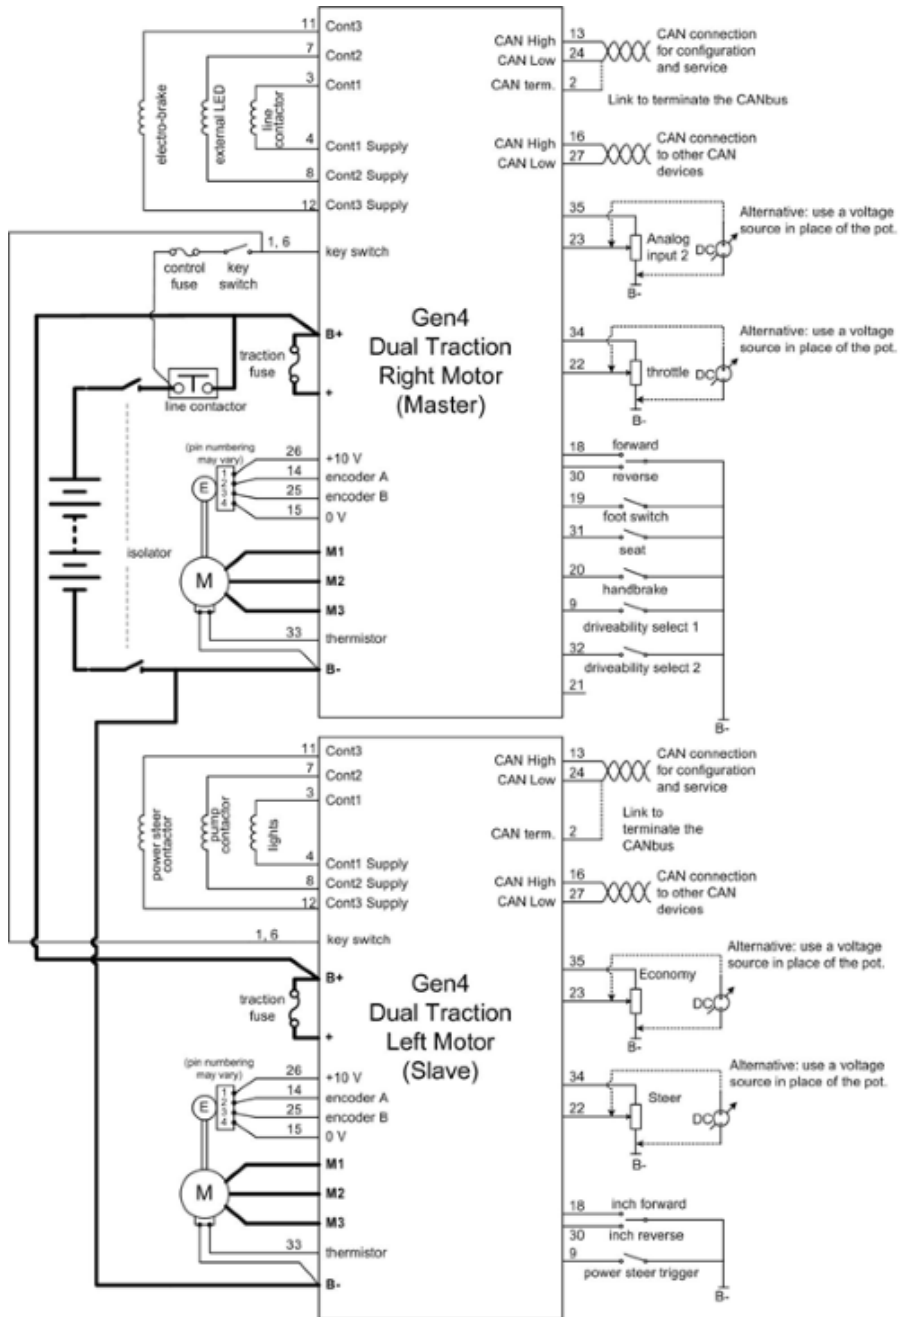 11
Cont3
7
Cont2
3
Cont1
electro-brake
external LED
line
contactor
4
Cont1 Supply
8
Cont2 Supply
12
Cont3 Supply
1, 6
key switch
control
fuse
key
switch
B+
traction
fuse
+
line contactor
(pin numbering
may vary)
1
2
3
4
E
26
+10 V
14
encoder A
25
encoder B
15
0 V
isolator
M
M1
M2
M3
33
thermistor
B-
Gen4
Dual Traction
Right Motor
(Master)
CAN High
13
CAN Low
24
CAN term.
2
CAN connection
for configuration
and service
Link to terminate the CANbus
CAN High
16
CAN Low
27
CAN connection
to other CAN
devices
35
23
Analog
input 2
B-
DC
Alternative: use a voltage
source in place of the pot.
34
22
throttle
B-
DC
Alternative: use a voltage
source in place of the pot.
18
forward
30
reverse
19
foot switch
31
seat
20
handbrake
9
driveability select 1
32
driveability select 2
21
B-
11
Cont3
7
Cont2
3
Cont1
power steer
contactor
pump
contactor
lights
4
Cont1 Supply
8
Cont2 Supply
12
Cont3 Supply
1, 6
key switch
B+
traction
fuse
+
(pin numbering
may vary)
1
2
3
4
E
26
+10 V
14
encoder A
25
encoder B
15
0 V
M
M1
M2
M3
33
thermistor
B-
Gen4
Dual Traction
Left Motor
(Slave)
CAN High
13
CAN Low
24
CAN term.
2
CAN connection
for configuration
and service
Link to
terminate the
CANbus
CAN High
16
CAN Low
27
CAN connection
to other CAN
devices
35
23
Economy
B-
DC
Alternative: use a voltage
source in place of the pot.
34
22
Steer
B-
DC
Alternative: use a voltage
source in place of the pot.
18
inch forward
30
inch reverse
9
power steer trigger
B-